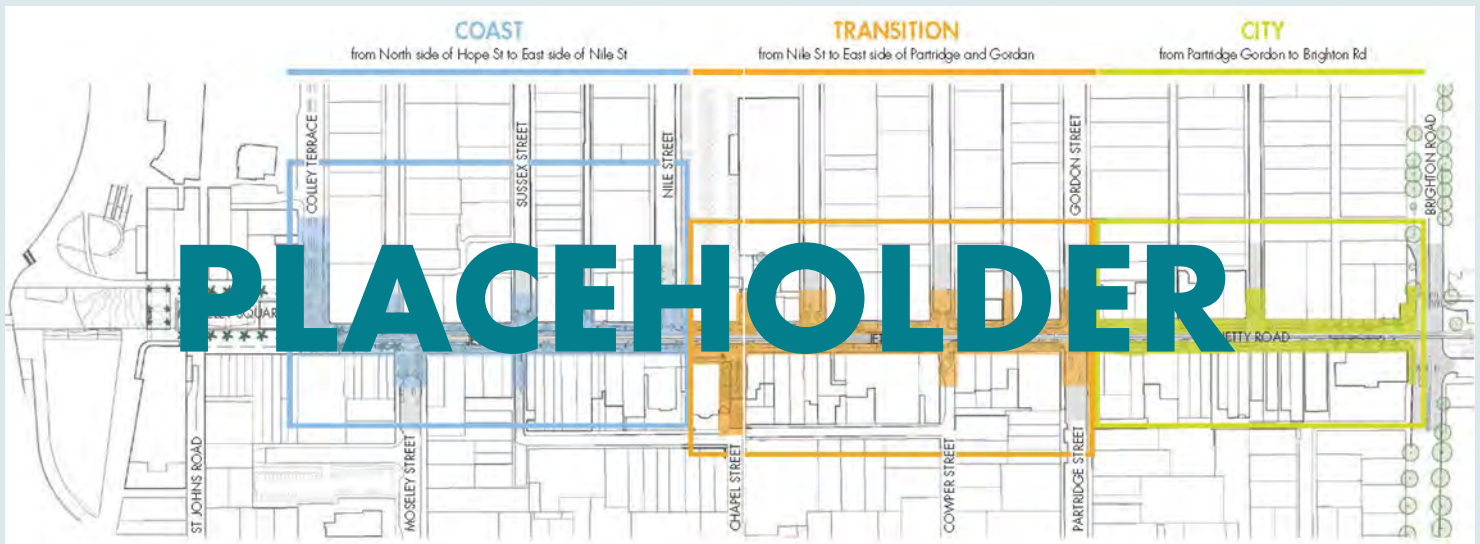 COAST
from North side of Hope St to East side of Nile St
TRANSITION
from Nile St to East side of Partridge and Gordan
CITY
from Partridge Gordon to Brighton Rd
COLLEY TERRACE
SUSSEX STREET
NILE STREET
GORDON STREET
BRIGHTON ROAD
PLACEHOLDER
ST JOHNS ROAD
MOSELEY STREET
CHAPEL STREET
COWPER STREET
PARTRIDGE STREET